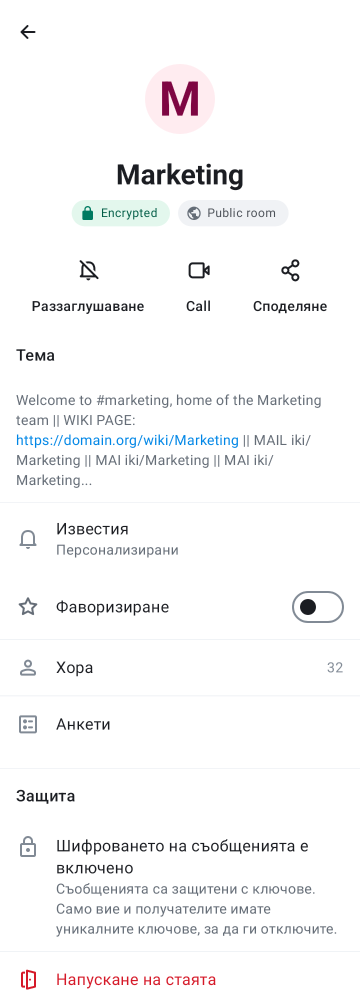 M
Marketing
Encrypted
Public room
Раззаглушаване
Call
Споделяне
Тема
Welcome to #marketing, home of the Marketing
team || WIKI PAGE:
https://domain.org/wiki/Marketing || MAIL iki/
Marketing || MAI iki/Marketing || MAI iki/
Marketing...
Известия
Персонализирани
Фаворизиране
Хора
32
Анкети
Защита
Шифроването на съобщенията е
включено
Съобщенията са защитени с ключове.
Само вие и получателите имате
уникалните ключове, за да ги отключите.
Напускане на стаята